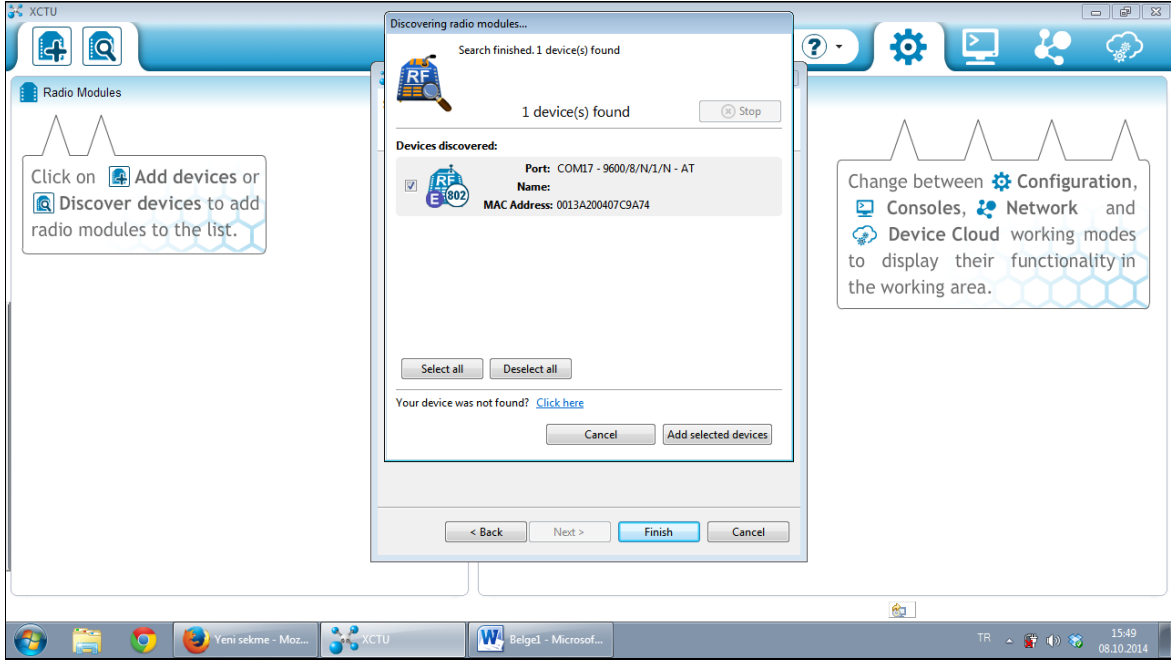 XCTU
Discovering radio modules...
Search finished. 1 device(s) found
RF
1 device(s) found
Stop
Devices discovered:
RF
E
802
Port: COM17 - 9600/8/N/1/N - AT
Name:
MAC Address: 0013A200407C9A74
Select all
Deselect all
Your device was not found? Click here
Cancel
Add selected devices
< Back
Next >
Finish
Cancel
Radio Modules
Click on Add devices or
Discover devices to add
radio modules to the list.
?
Change between Configuration,
Consoles, Network and
Device Cloud working modes
to display their functionality in
the working area.
Yeni sekme - Moz...
XCTU
W
Belge1 - Microsof...
TR
15:49
08.10.2014